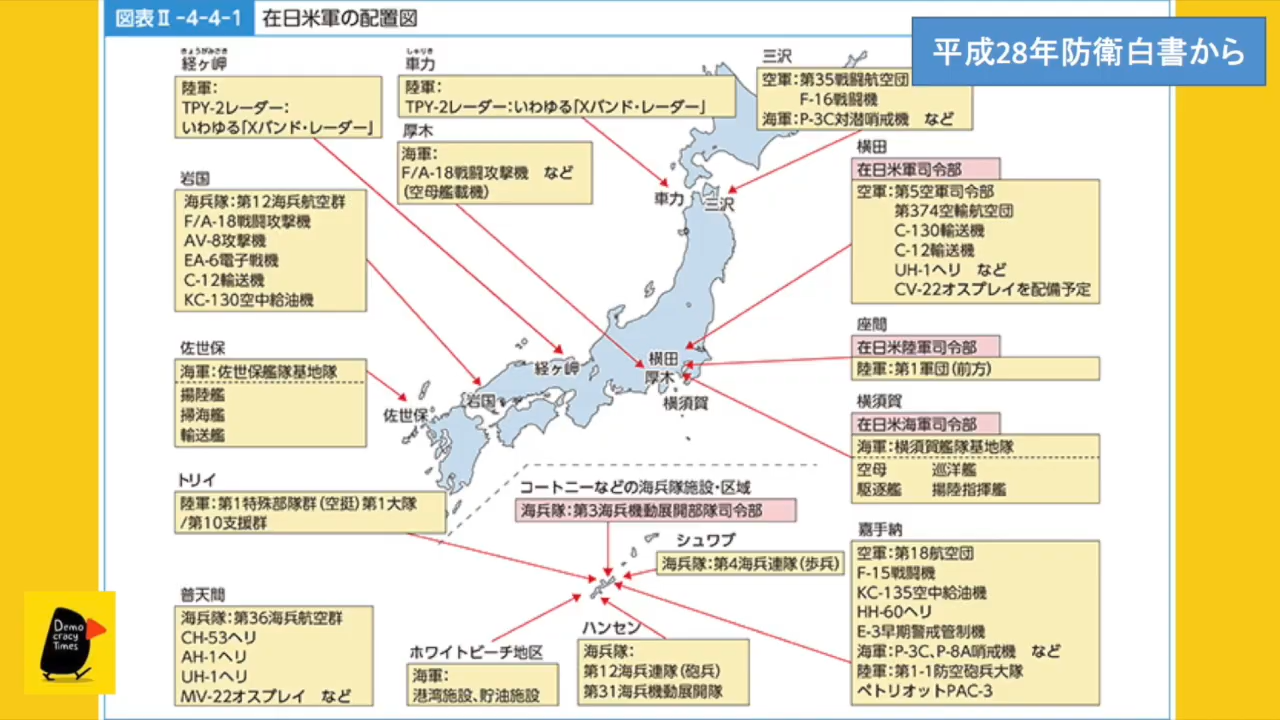 図表Ⅱ-4-4-1 在日米軍の配置図
平成28年防衛白書から
きょうがみさき
経ヶ岬
陸軍：
TPY-2レーダー：
いわゆる「Xバンド・レーダー」
しゃりき
車力
陸軍：
TPY-2レーダー：いわゆる「Xバンド・レーダー」
厚木
海軍：
F/A-18戦闘攻撃機 など
（空母艦載機）
三沢
空軍：第35戦闘航空団
F-16戦闘機
海軍：P-3C対潜哨戒機 など
横田
在日米軍司令部
空軍：第5空軍司令部
第374空輸航空団
C-130輸送機
C-12輸送機
UH-1ヘリ など
CV-22オスプレイを配備予定
岩国
海兵隊：第12海兵航空群
F/A-18戦闘攻撃機
AV-8攻撃機
EA-6電子戦機
C-12輸送機
KC-130空中給油機
座間
在日米陸軍司令部
陸軍：第1軍団（前方）
佐世保
海軍：佐世保艦隊基地隊
揚陸艦
掃海艦
輸送艦
横須賀
在日米海軍司令部
海軍：横須賀艦隊基地隊
空母 巡洋艦
駆逐艦 揚陸指揮艦
車力
三沢
経ヶ岬
横田
厚木
横須賀
岩国
佐世保
トリイ
陸軍：第1特殊部隊群（空挺）第1大隊
/第10支援群
コートニーなどの海兵隊施設・区域
海兵隊：第3海兵機動展開部隊司令部
シュワブ
海兵隊：第4海兵連隊（歩兵）
嘉手納
空軍：第18航空団
F-15戦闘機
KC-135空中給油機
HH-60ヘリ
E-3早期警戒管制機
海軍：P-3C、P-8A哨戒機 など
陸軍：第1-1防空砲兵大隊
ペトリオットPAC-3
普天間
海兵隊：第36海兵航空群
CH-53ヘリ
AH-1ヘリ
UH-1ヘリ
MV-22オスプレイ など
ホワイトビーチ地区
海軍：
港湾施設、貯油施設
ハンセン
海兵隊：
第12海兵連隊（砲兵）
第31海兵機動展開隊
Demo
cracy
Times